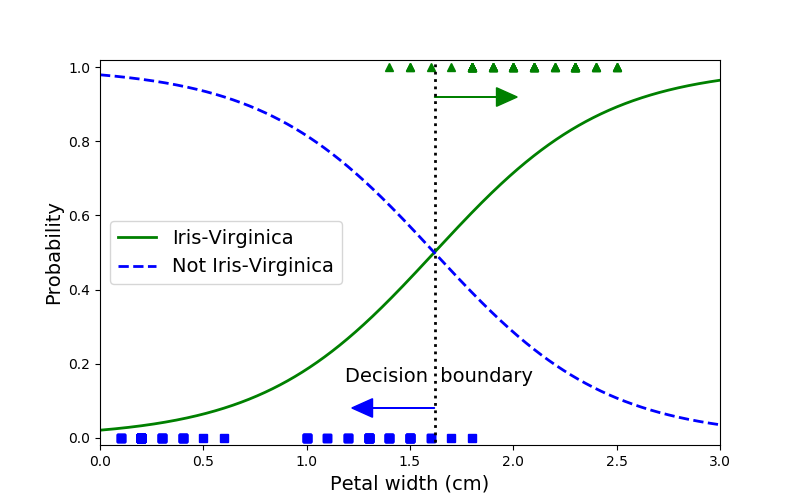 1.0
0.8
0.6
0.4
0.2
0.0
Probability
Iris-Virginica
Not Iris-Virginica
Decision boundary
0.0 0.5 1.0 1.5 2.0 2.5 3.0
Petal width (cm)